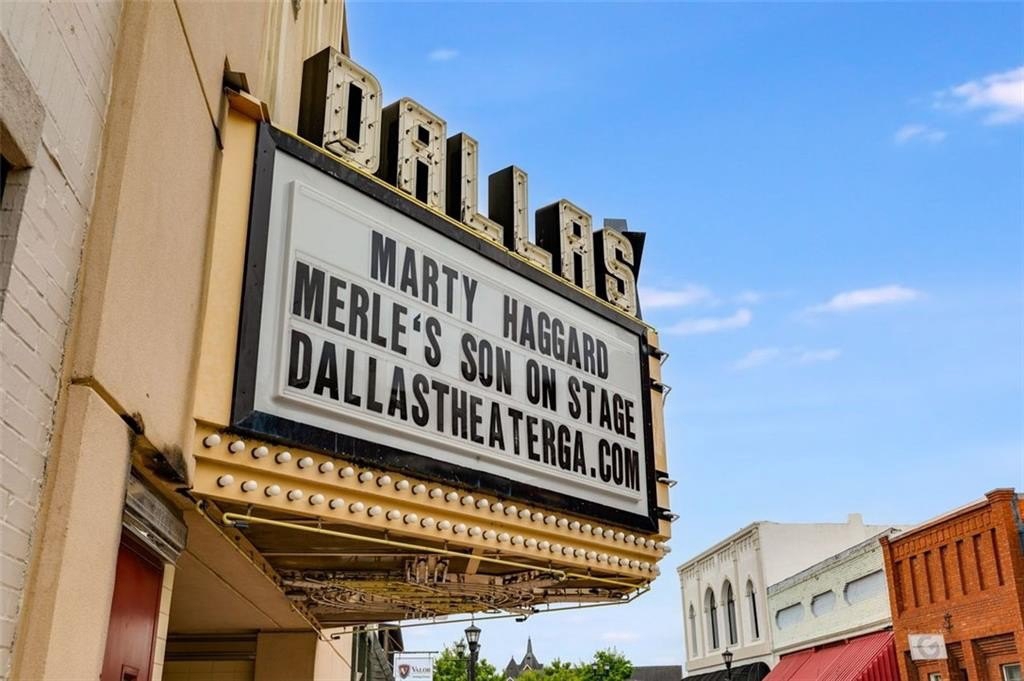 DALLAS
MARTY HAGGARD
MERLE'S SON ON STAGE
DALLASTHEATERGA.COM
VALOR
G